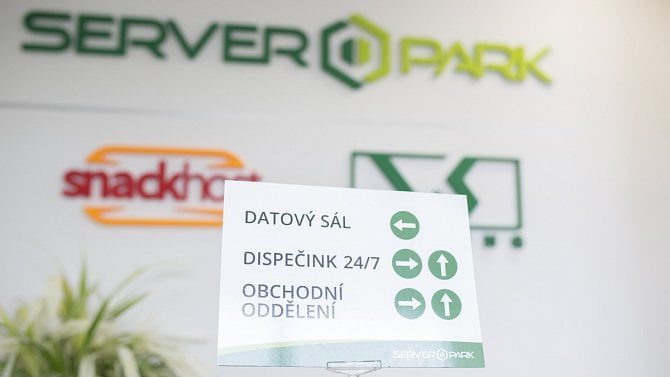 SERVER PARK
snackhost
DATOVÝ SÁL
DISPEČINK 24/7
OBCHODNÍ
ODDĚLENÍ
SERVER PARK